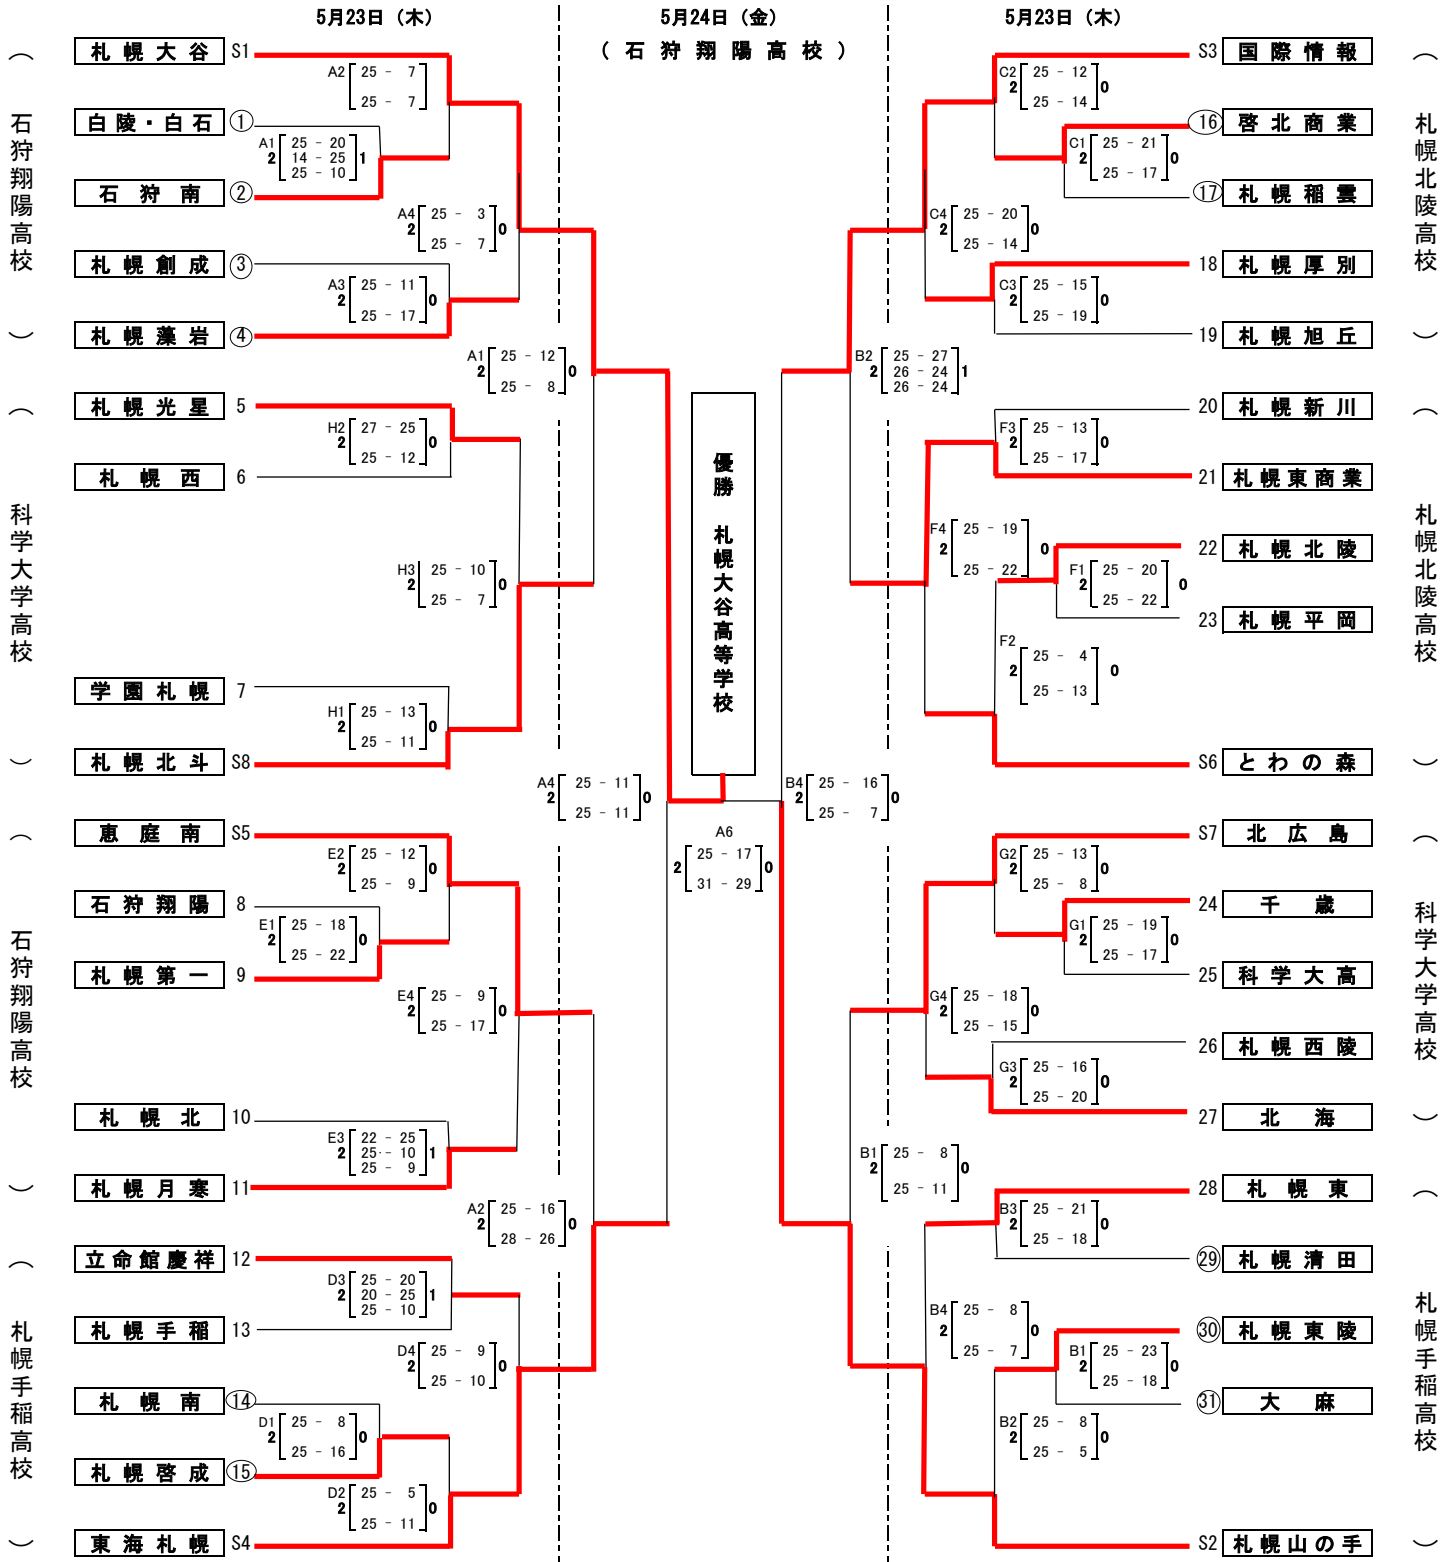 5月23日（木）
5月24日（金）
5月23日（木）
（石狩翔陽高校）
（石狩翔陽高校）
札幌大谷 S1
A2 25 - 7
25 - 7
白陵・白石 ①
A1 25 - 20
2 14 - 25 1
25 - 10
石狩南 ②
A4 25 - 3
2 0
25 - 7
札幌創成 ③
A3 25 - 11
2 0
25 - 17
札幌藻岩 ④
A1 25 - 12
2 0
25 - 8
（科学大学高校）
札幌光星 5
H2 27 - 25
2 0
25 - 12
札幌西 6
H3 25 - 10
2 0
25 - 7
学園札幌 7
H1 25 - 13
2 0
25 - 11
札幌北斗 S8
A4 25 - 11
2 0
25 - 11
（石狩翔陽高校）
恵庭南 S5
E2 25 - 12
2 0
25 - 9
石狩翔陽 8
E1 25 - 18
2 0
25 - 22
札幌第一 9
E4 25 - 9
2 0
25 - 17
札幌北 10
E3 22 - 25
2 25 - 10 1
25 - 9
札幌月寒 11
A2 25 - 16
2 0
28 - 26
（札幌手稲高校）
立命館慶祥 12
D3 25 - 20
2 20 - 25 1
25 - 10
札幌手稲 13
D4 25 - 9
2 0
25 - 10
札幌南 ⑭
D1 25 - 8
2 0
25 - 16
札幌啓成 ⑮
D2 25 - 5
2 0
25 - 11
東海札幌 S4
優勝 札幌大谷高等学校
A6
25 - 17
2 0
31 - 29
（札幌北陵高校）
S3 国際情報
C2 25 - 12
2 0
25 - 14
⑯ 啓北商業
C1 25 - 21
2 0
25 - 17
⑰ 札幌稲雲
C4 25 - 20
2 0
25 - 14
18 札幌厚別
C3 25 - 15
2 0
25 - 19
19 札幌旭丘
B2 25 - 27
2 26 - 24 1
26 - 24
（札幌北陵高校）
20 札幌新川
F3 25 - 13
2 0
25 - 17
21 札幌東商業
F4 25 - 19
2 0
25 - 22
22 札幌北陵
F1 25 - 20
2 0
25 - 22
23 札幌平岡
F2 25 - 4
2 0
25 - 13
S6 とわの森
B4 25 - 16
2 0
25 - 7
（科学大学高校）
S7 北広島
G2 25 - 13
2 0
25 - 8
24 千歳
G1 25 - 19
2 0
25 - 17
25 科学大高
G4 25 - 18
2 0
25 - 15
26 札幌西陵
G3 25 - 16
2 0
25 - 20
27 北海
B1 25 - 8
2 0
25 - 11
（札幌手稲高校）
28 札幌東
B3 25 - 21
2 0
25 - 18
㉙ 札幌清田
B4 25 - 8
2 0
25 - 7
㉚ 札幌東陵
B1 25 - 23
2 0
25 - 18
㉛ 大麻
B2 25 - 8
2 0
25 - 5
S2 札幌山の手